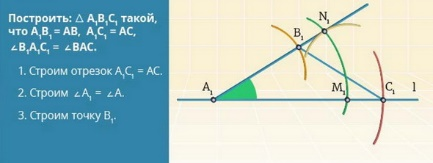 Построить: △ A₁B₁C₁ такой,
что A₁B₁ = AB, A₁C₁ = AC,
∠B₁A₁C₁ = ∠BAC.
1. Строим отрезок A₁C₁ = AC.
2. Строим ∠A₁ = ∠A.
3. Строим точку B₁.
N₁
B₁
A₁
M₁
C₁
l